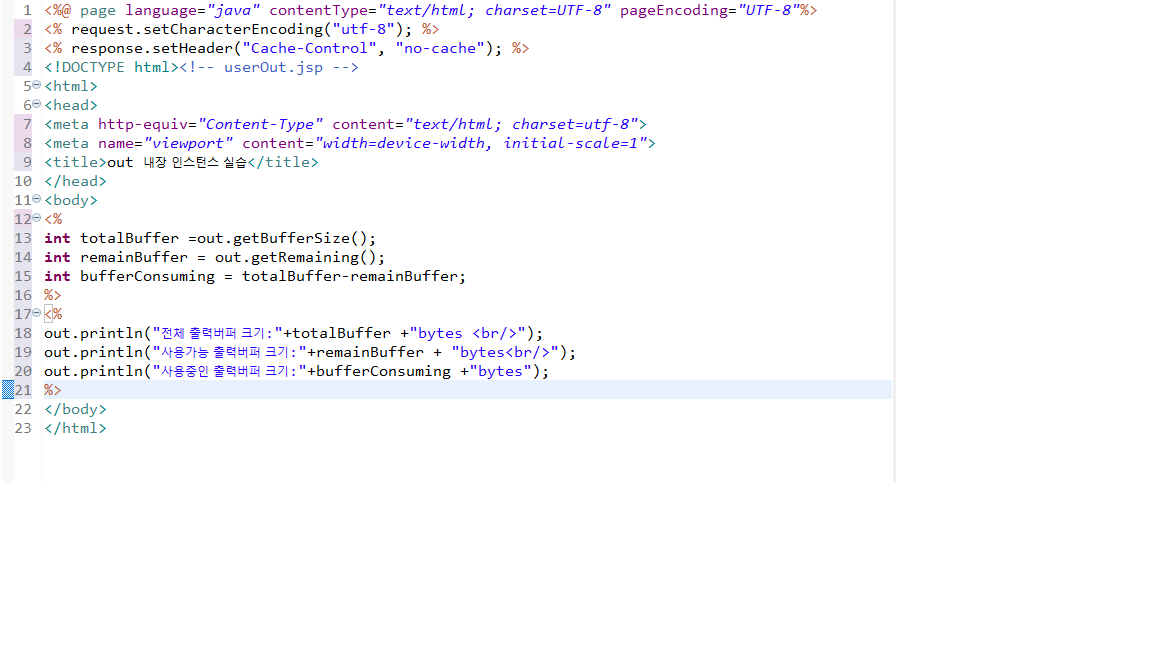 1 <%@ page language="java" contentType="text/html; charset=UTF-8" pageEncoding="UTF-8"%>
2 <% request.setCharacterEncoding("utf-8"); %>
3 <% response.setHeader("Cache-Control", "no-cache"); %>
4 <!DOCTYPE html><!-- userOut.jsp -->
5 <html>
6 <head>
7 <meta http-equiv="Content-Type" content="text/html; charset=utf-8">
8 <meta name="viewport" content="width=device-width, initial-scale=1">
9 <title>out 내장 인스턴스 실습</title>
10 </head>
11 <body>
12 <%
13 int totalBuffer =out.getBufferSize();
14 int remainBuffer = out.getRemaining();
15 int bufferConsuming = totalBuffer-remainBuffer;
16 %>
17 <%
18 out.println("전체 출력버퍼 크기:"+totalBuffer +"bytes <br/>");
19 out.println("사용가능 출력버퍼 크기:"+remainBuffer + "bytes<br/>");
20 out.println("사용중인 출력버퍼 크기:"+bufferConsuming +"bytes");
21 %>
22 </body>
23 </html>